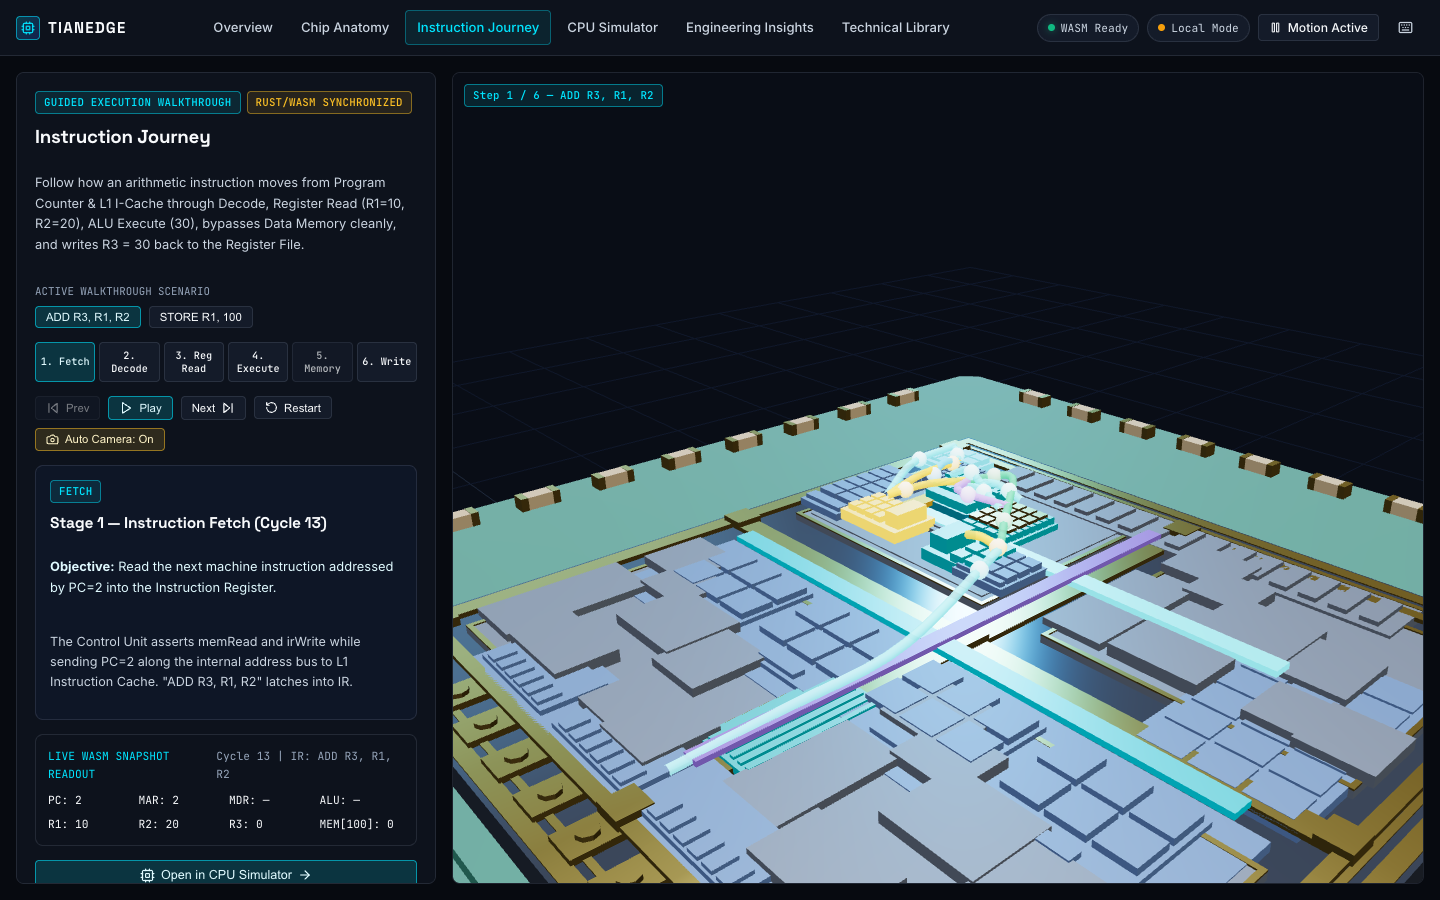 TIANEDGE
Overview
Chip Anatomy
Instruction Journey
CPU Simulator
Engineering Insights
Technical Library
WASM Ready
Local Mode
Motion Active
GUIDED EXECUTION WALKTHROUGH
RUST/WASM SYNCHRONIZED
Instruction Journey
Follow how an arithmetic instruction moves from Program
Counter & L1 I-Cache through Decode, Register Read (R1=10,
R2=20), ALU Execute (30), bypasses Data Memory cleanly,
and writes R3 = 30 back to the Register File.
ACTIVE WALKTHROUGH SCENARIO
ADD R3, R1, R2
STORE R1, 100
1. Fetch
2.
Decode
3. Reg
Read
4.
Execute
5.
Memory
6. Write
Prev
Play
Next
Restart
Auto Camera: On
FETCH
Stage 1 — Instruction Fetch (Cycle 13)
Objective: Read the next machine instruction addressed
by PC=2 into the Instruction Register.
The Control Unit asserts memRead and irWrite while
sending PC=2 along the internal address bus to L1
Instruction Cache. "ADD R3, R1, R2" latches into IR.
LIVE WASM SNAPSHOT
READOUT
Cycle 13 | IR: ADD R3, R1,
R2
PC: 2
MAR: 2
MDR: —
ALU: —
R1: 10
R2: 20
R3: 0
MEM[100]: 0
Open in CPU Simulator →
Step 1 / 6 — ADD R3, R1, R2